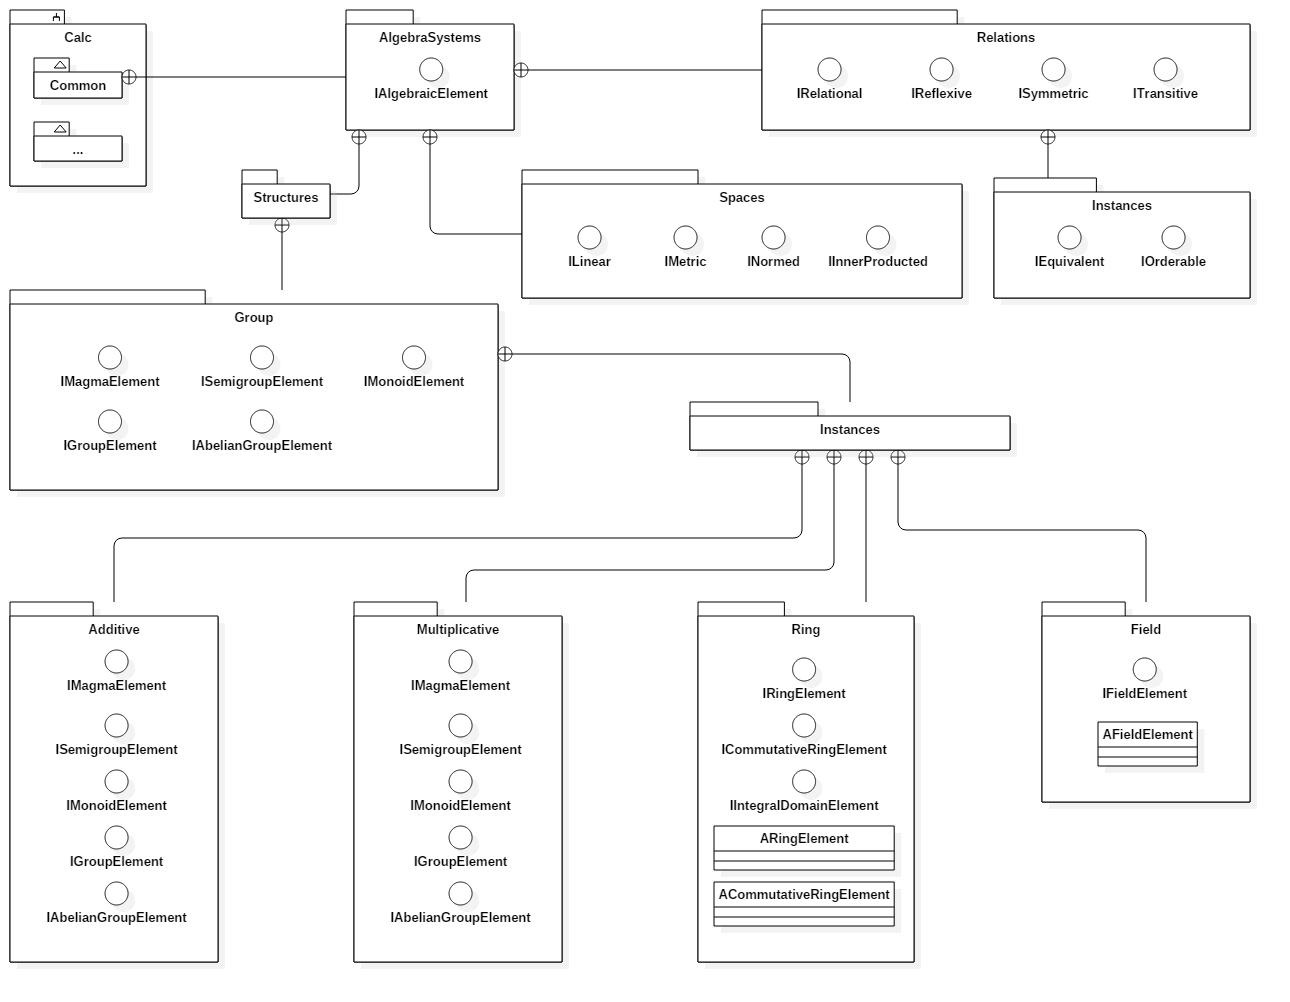 Calc
Common
...
AlgebraSystems
IAlgebraicElement
Relations
IRelational
IReflexive
ISymmetric
ITransitive
Structures
Spaces
ILinear
IMetric
INormed
IInnerProducted
Instances
IEquivalent
IOrderable
Group
IMagmaElement
ISemigroupElement
IMonoidElement
IGroupElement
IAbelianGroupElement
Instances
Additive
IMagmaElement
ISemigroupElement
IMonoidElement
IGroupElement
IAbelianGroupElement
Multiplicative
IMagmaElement
ISemigroupElement
IMonoidElement
IGroupElement
IAbelianGroupElement
Ring
IRingElement
ICommutativeRingElement
IIntegralDomainElement
ARingElement
ACommutativeRingElement
Field
IFieldElement
AFieldElement